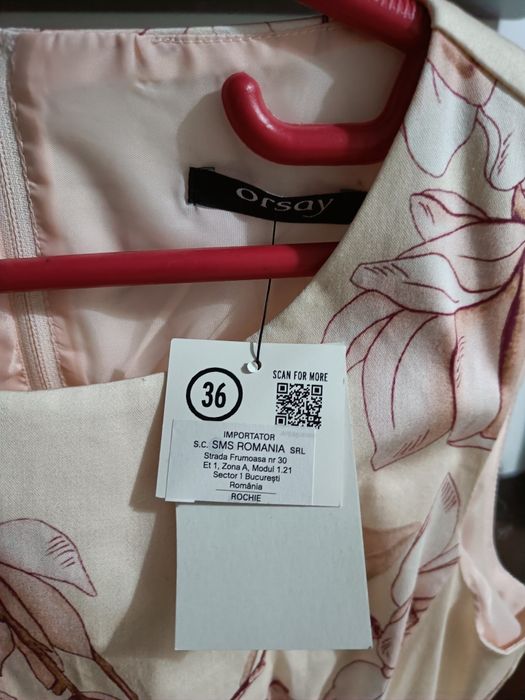 orsay
36
SCAN FOR MORE
IMPORTATOR
S.C. SMS ROMANIA SRL
Strada Frumoasa nr 30
Et 1, Zona A, Modul 1.21
Sector 1 Bucureşti
România
ROCHIE